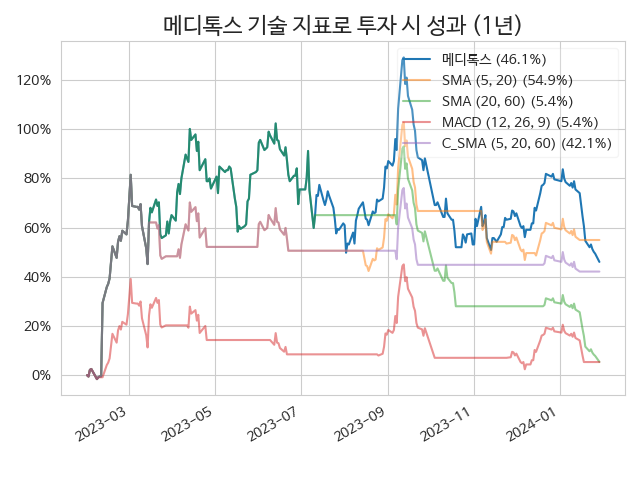 메디톡스 기술 지표로 투자 시 성과 (1년)
메디톡스 (46.1%)
SMA (5, 20) (54.9%)
SMA (20, 60) (5.4%)
MACD (12, 26, 9) (5.4%)
C_SMA (5, 20, 60) (42.1%)
120%
100%
80%
60%
40%
20%
0%
2023-03
2023-05
2023-07
2023-09
2023-11
2024-01